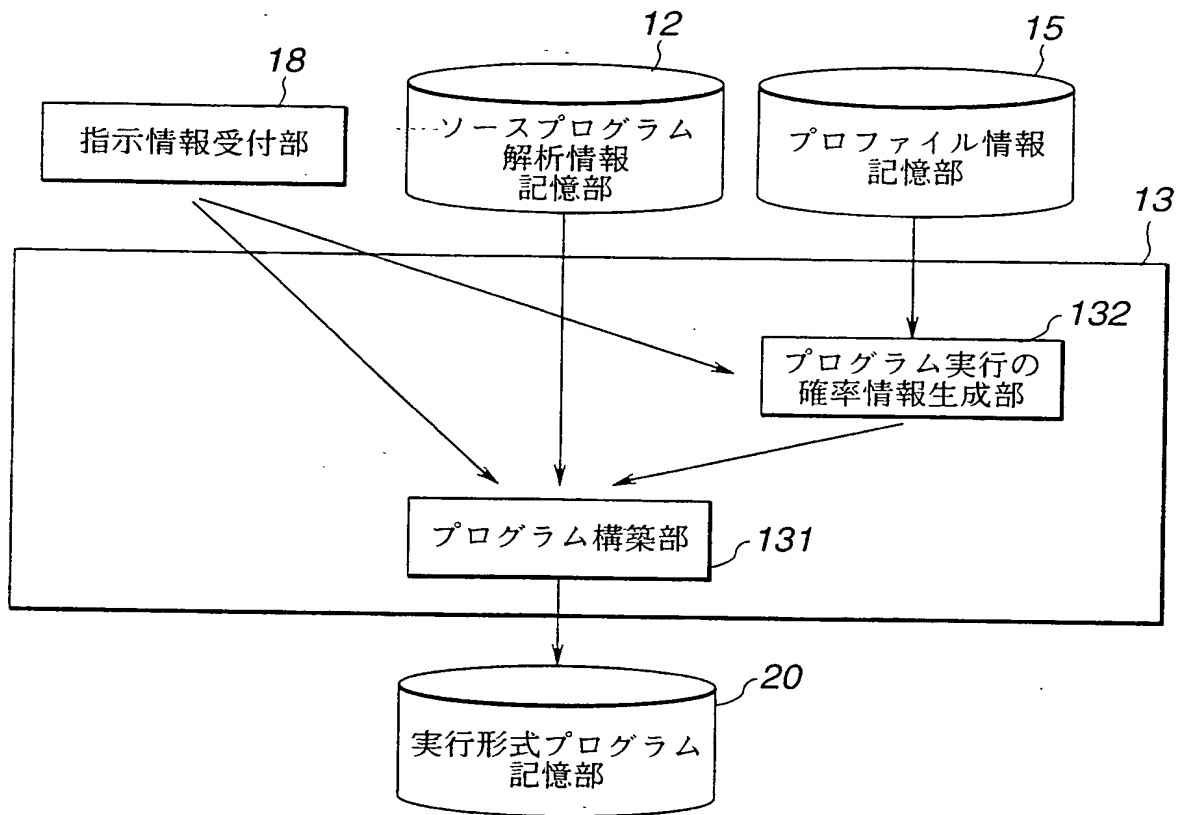 12
15
18
指示情報受付部
ソースプログラム
解析情報
記憶部
プロファイル情報
記憶部
13
132
プログラム実行の
確率情報生成部
プログラム構築部
131
20
実行形式プログラム
記憶部